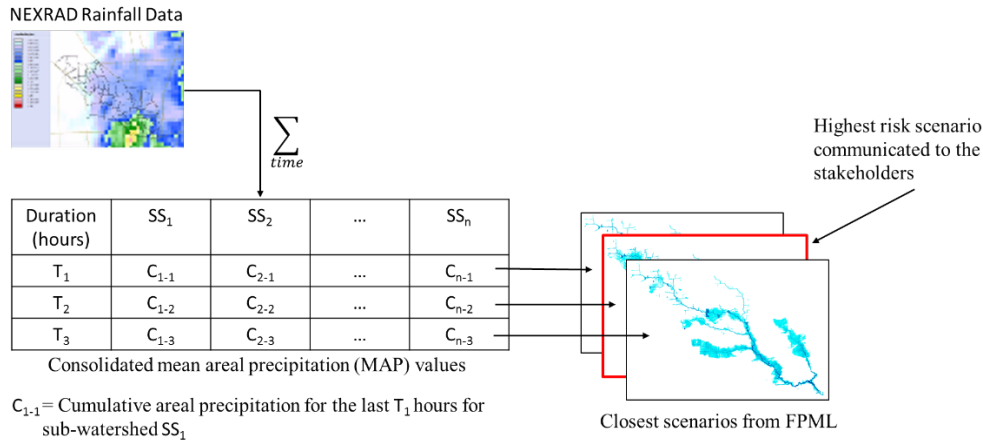 NEXRAD Rainfall Data
∑
time
Highest risk scenario
communicated to the
stakeholders
Duration (hours) SS1 SS2 ... SSn
T1 C1-1 C2-1 ... Cn-1
T2 C1-2 C2-2 ... Cn-2
T3 C1-3 C2-3 ... Cn-3
Consolidated mean areal precipitation (MAP) values
C1-1= Cumulative areal precipitation for the last T1 hours for
sub-watershed SS1
Closest scenarios from FPML